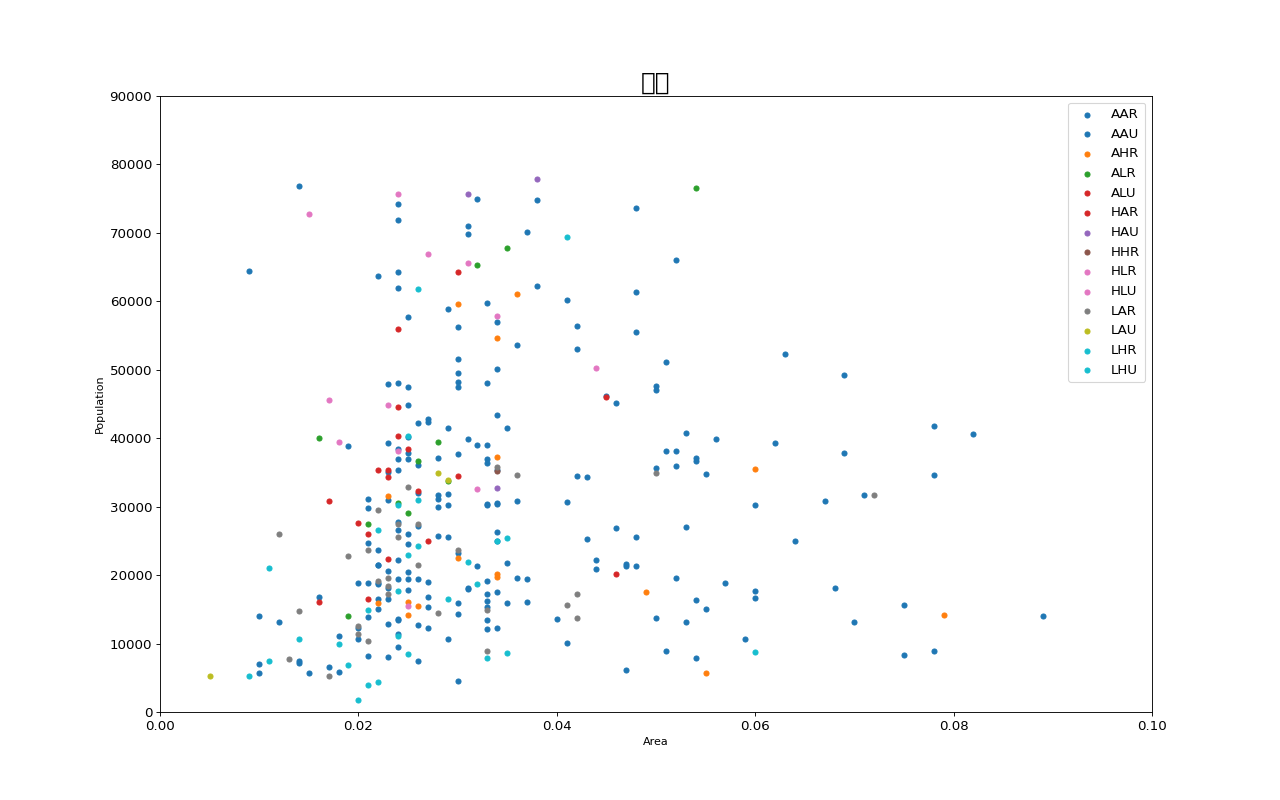 90000
80000
70000
60000
50000
40000
30000
20000
10000
0
Population
0.00 0.02 0.04 0.06 0.08 0.10
Area
AAR
AAU
AHR
ALR
ALU
HAR
HAU
HHR
HLR
HLU
LAR
LAU
LHR
LHU